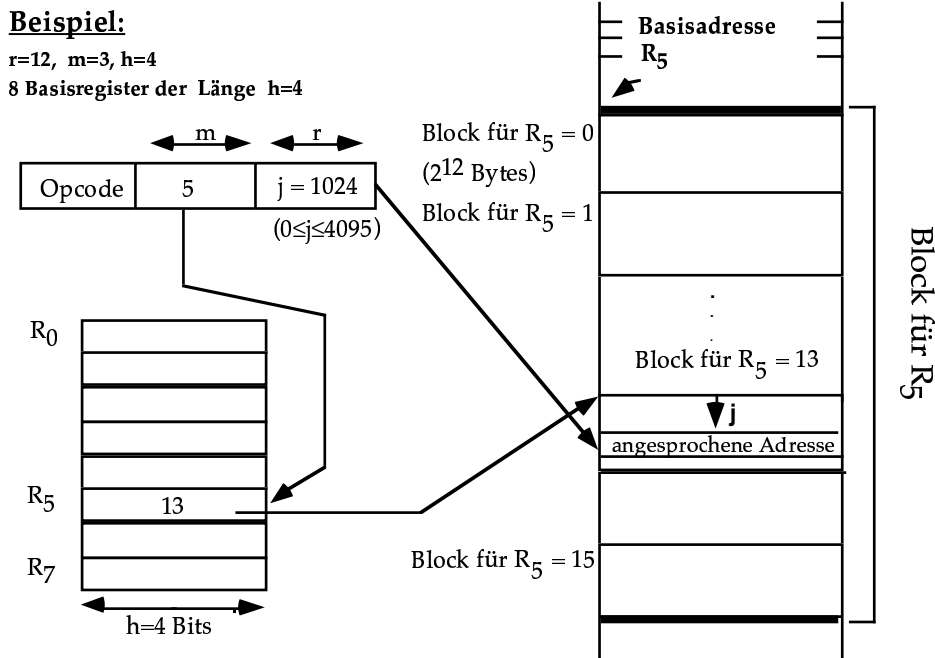 Beispiel:
r=12, m=3, h=4
8 Basisregister der Länge h=4
m
r
Opcode
5
j = 1024
(0≤j≤4095)
R0
R5
13
R7
h=4 Bits
Basisadresse
R5
Block für R5 = 0
(2^12 Bytes)
Block für R5 = 1
.
.
.
Block für R5 = 13
j
angesprochene Adresse
Block für R5 = 15
Block für R5